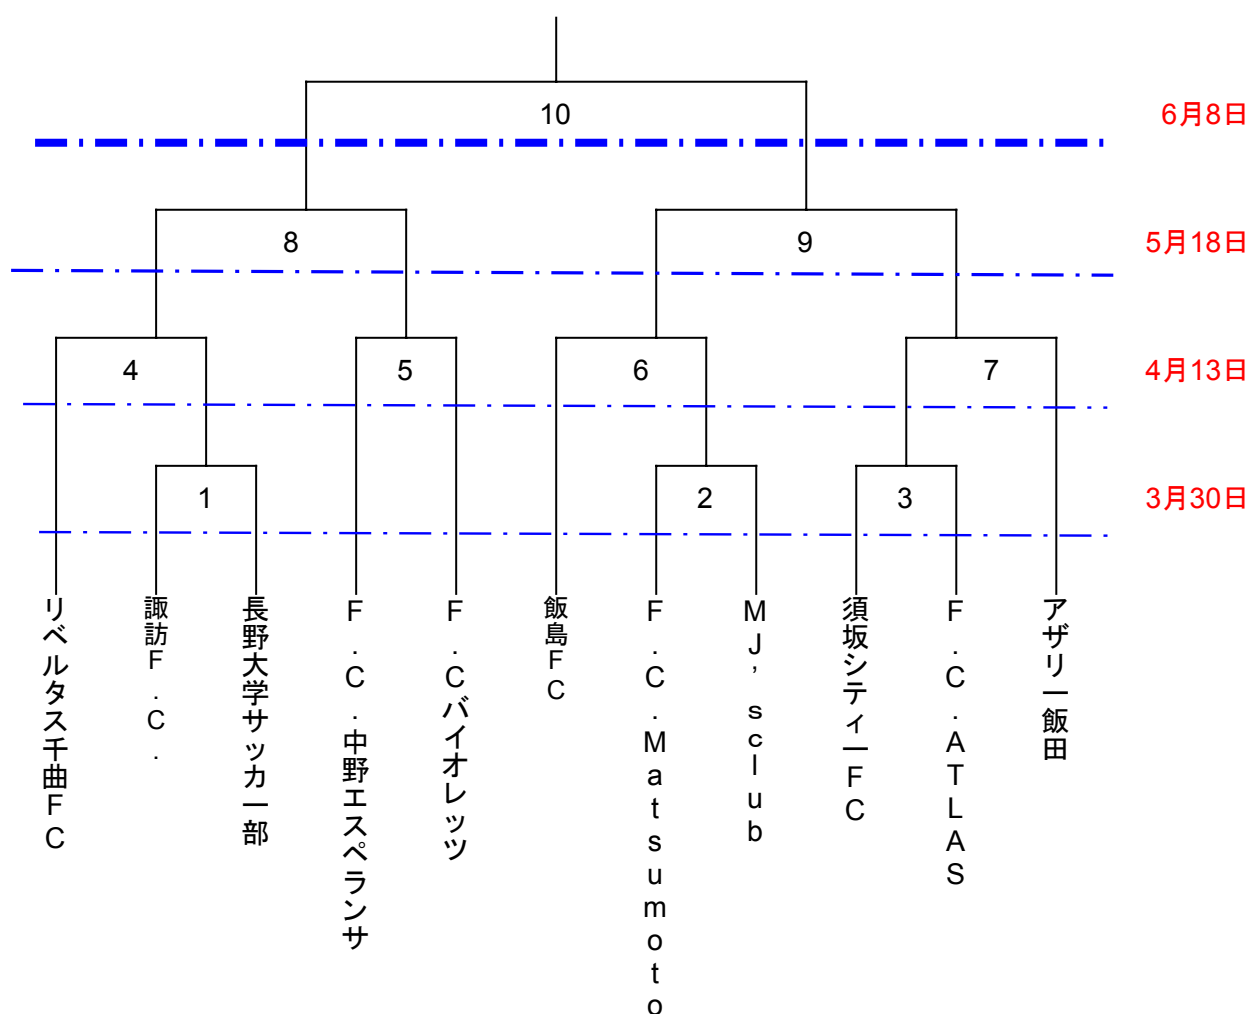 10
6月8日
8
9
5月18日
4
5
6
7
4月13日
1
2
3
3月30日
リベルタス千曲FC
諏訪F.C.
長野大学サッカー部
F.C.中野エスペランサ
F.Cバイオレッツ
飯島FC
F.C.Matsumoto
MJ’sclub
須坂シティーFC
F.C.ATLAS
アザリー飯田